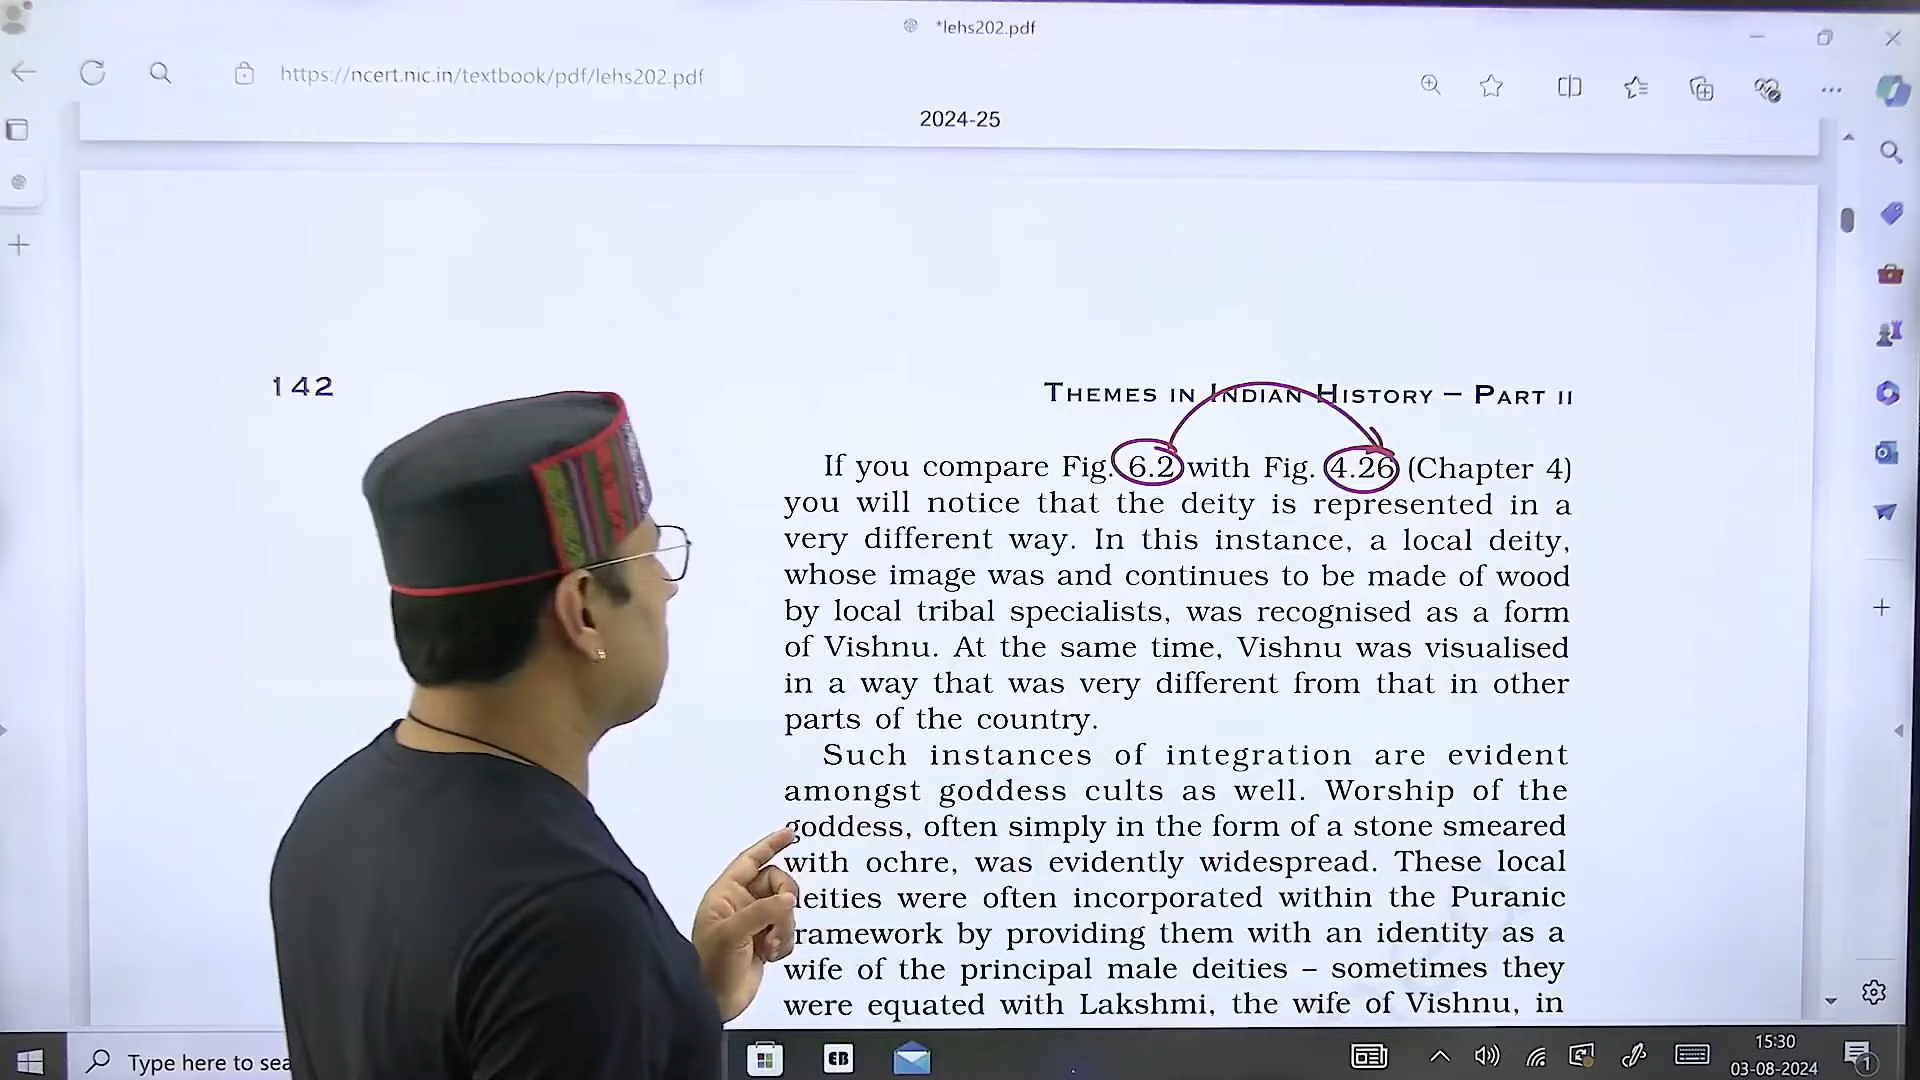 *lehs202.pdf
https://ncert.nic.in/textbook/pdf/lehs202.pdf
2024-25
142
THEMES IN INDIAN HISTORY – PART II
If you compare Fig. 6.2 with Fig. 4.26 (Chapter 4)
you will notice that the deity is represented in a
very different way. In this instance, a local deity,
whose image was and continues to be made of wood
by local tribal specialists, was recognised as a form
of Vishnu. At the same time, Vishnu was visualised
in a way that was very different from that in other
parts of the country.
Such instances of integration are evident
amongst goddess cults as well. Worship of the
goddess, often simply in the form of a stone smeared
with ochre, was evidently widespread. These local
deities were often incorporated within the Puranic
framework by providing them with an identity as a
wife of the principal male deities – sometimes they
were equated with Lakshmi, the wife of Vishnu, in
Type here to sea
EB
15:30
03-08-2024
1